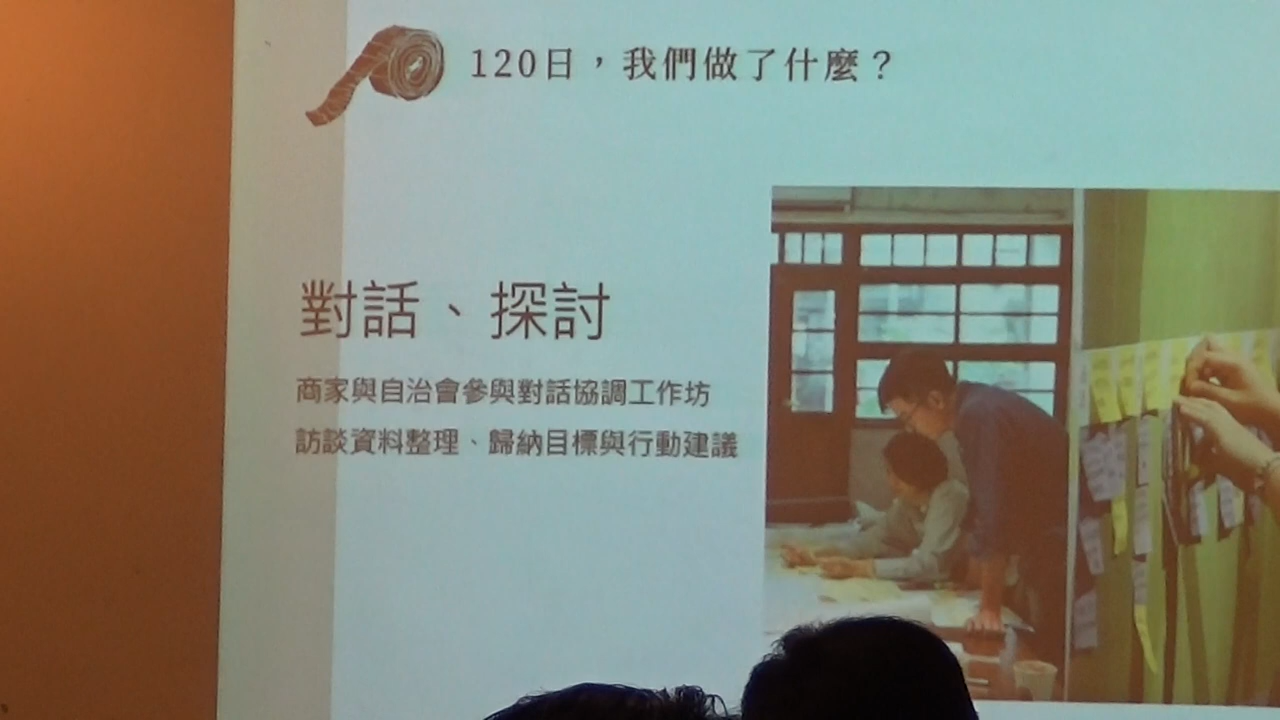 120日，我們做了什麼？
對話、探討
商家與自治會參與對話協調工作坊
訪談資料整理、歸納目標與行動建議